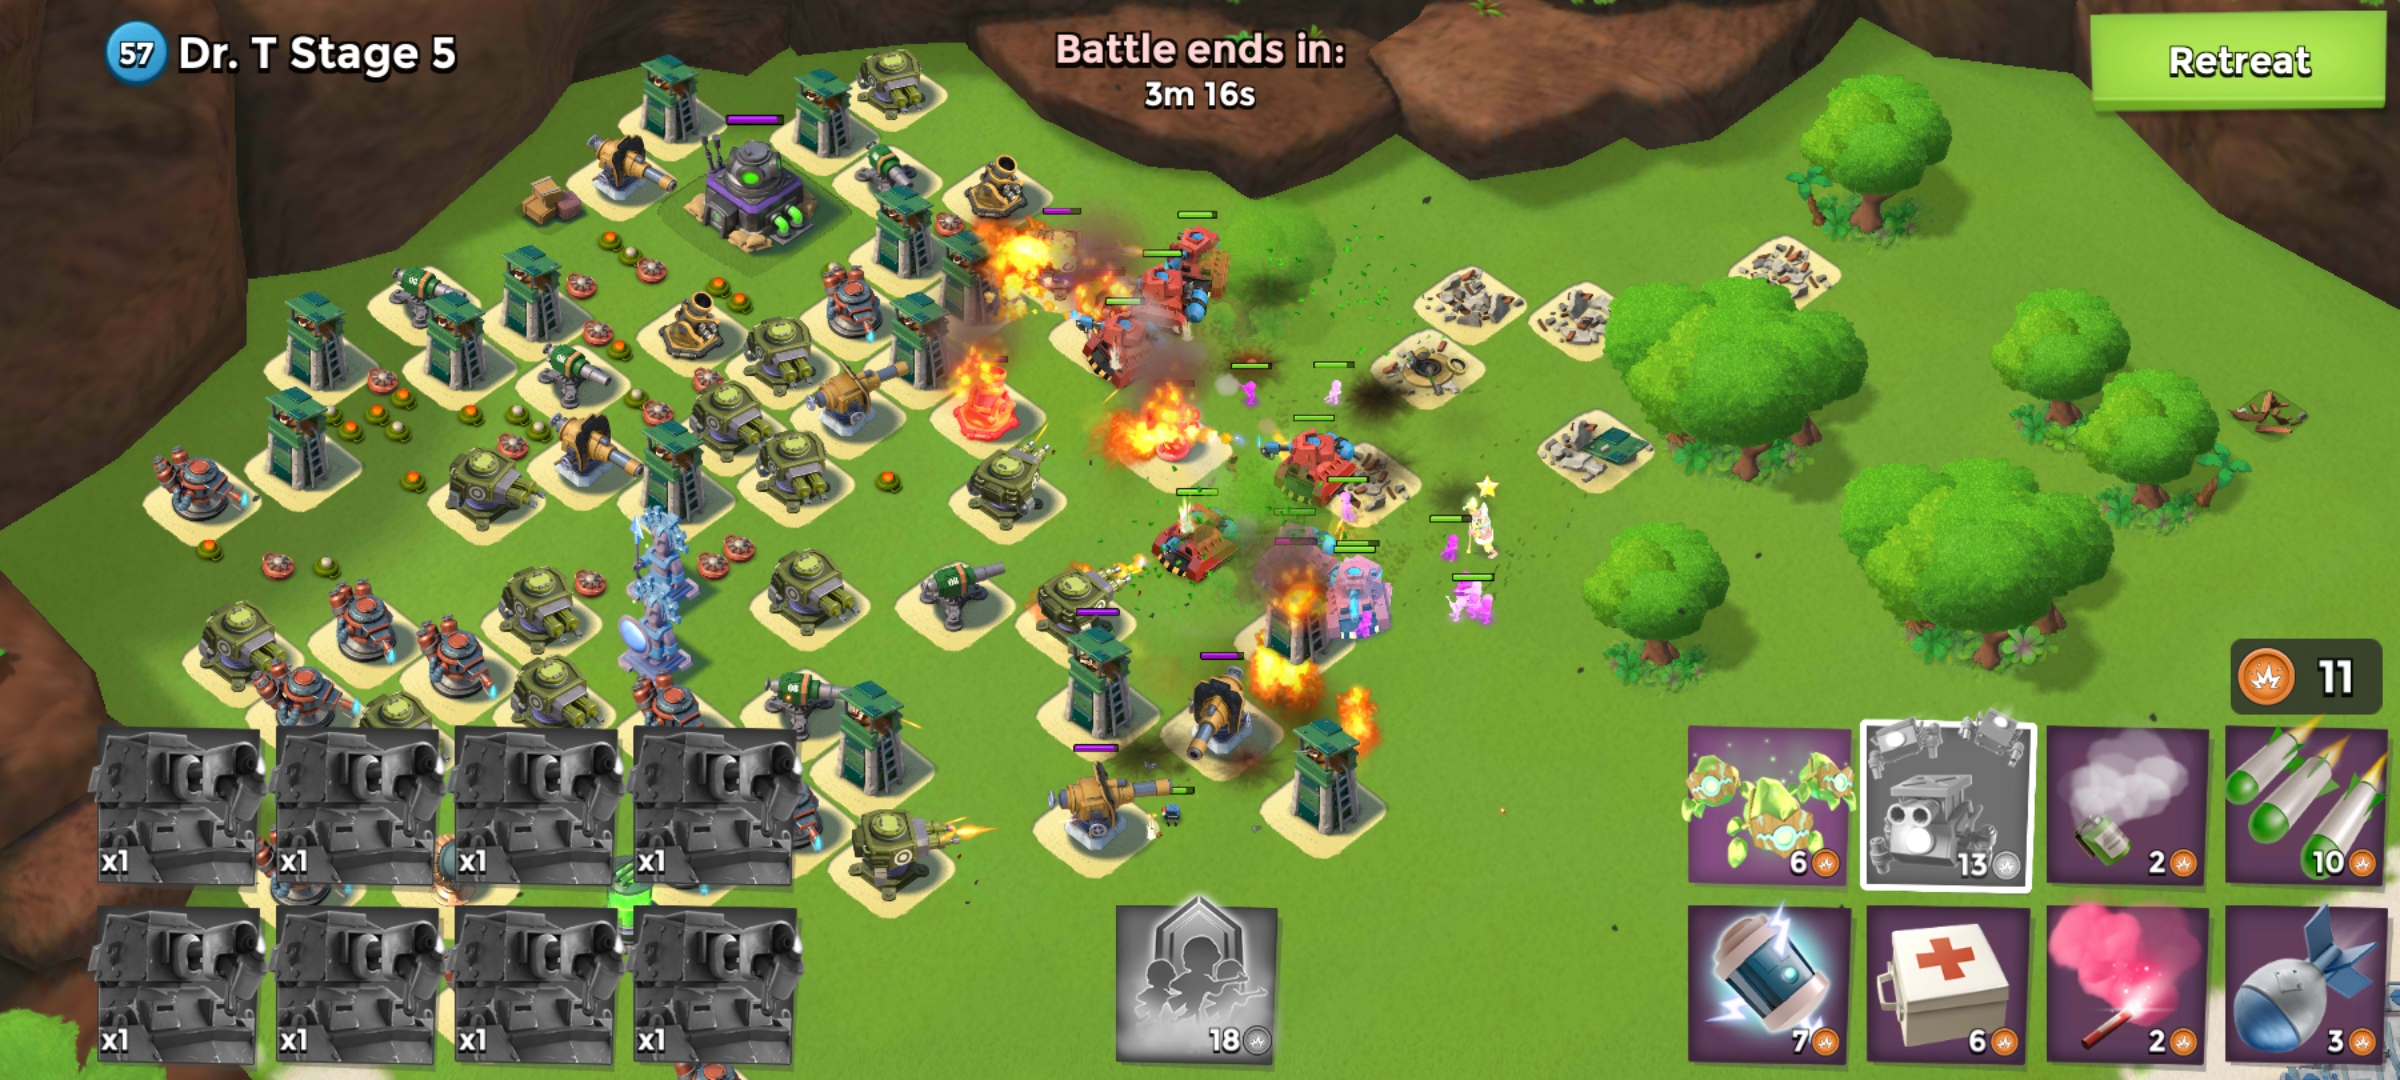 57 Dr. T Stage 5
Battle ends in:
3m 16s
Retreat
11
x1 x1 x1 x1
6 13 2 10
x1 x1 x1 x1
18
7 6 2 3